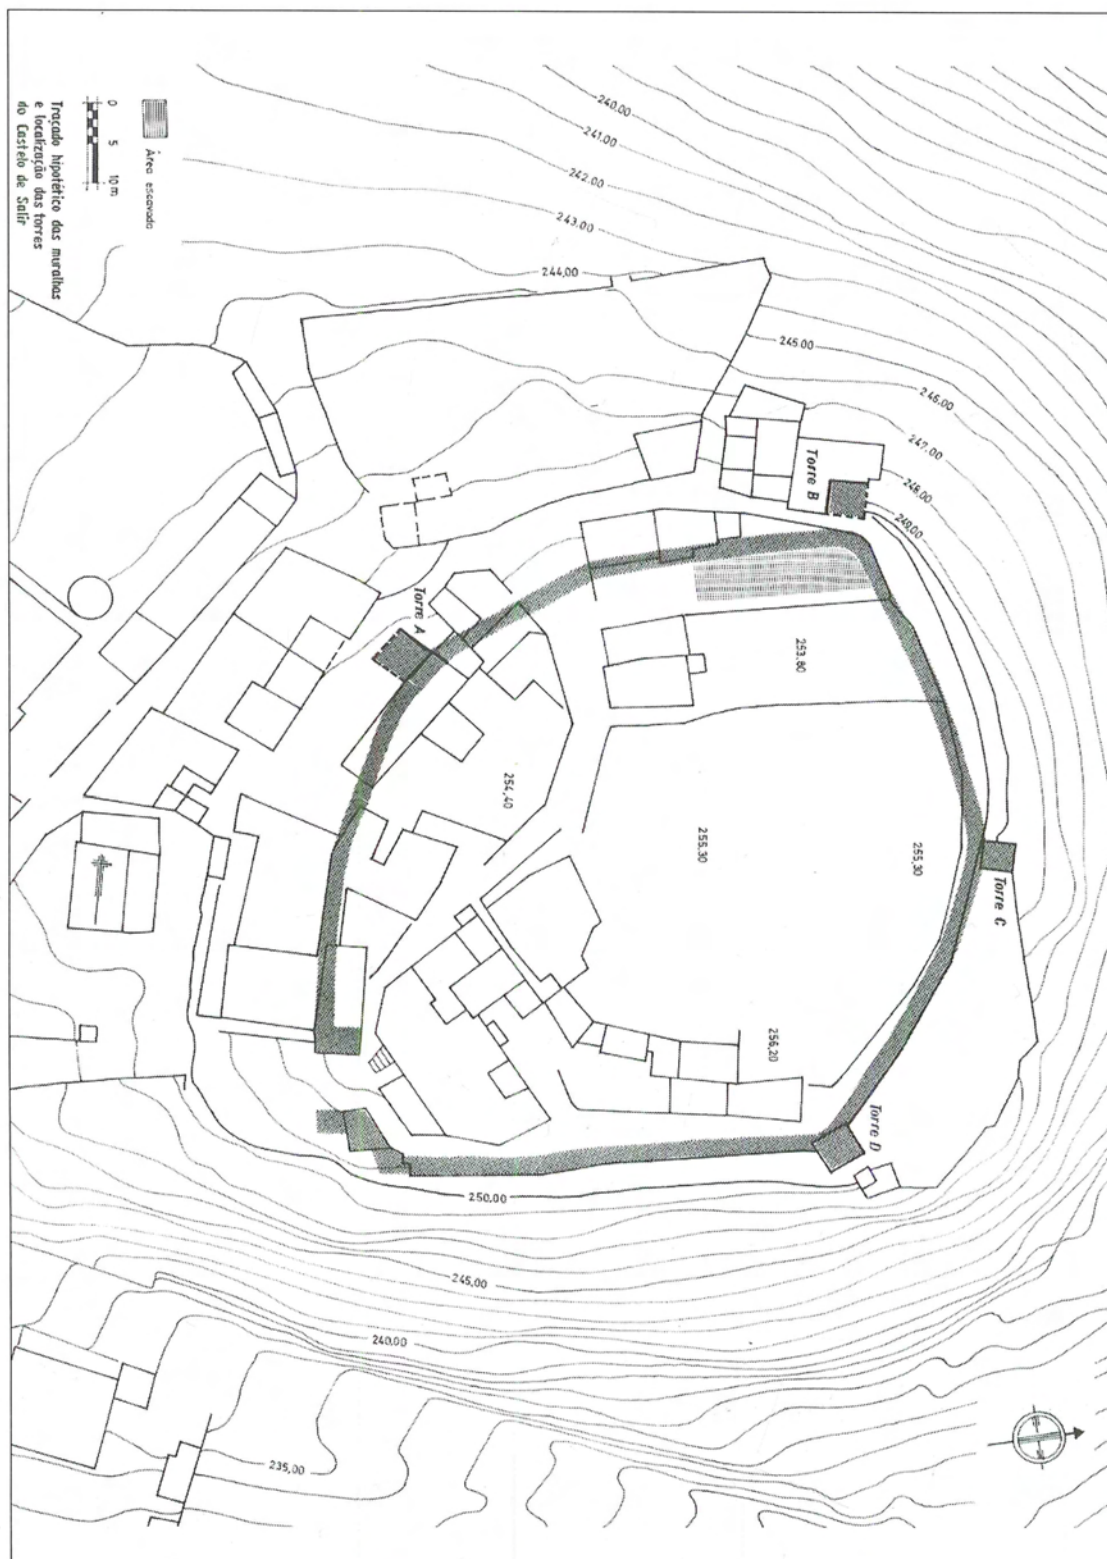 Traçado hipotético das muralhas
e localização das torres
do Castelo de Salir
0 5 10 m
Área escavada
240.00
241.00
242.00
243.00
244,00
245.00
246,00
247,00
248,00
249,00
Torre B
Torre A
253.80
254,40
255.30
255,30
Torre C
256,20
Torre D
250.00
245,00
240.00
235,00